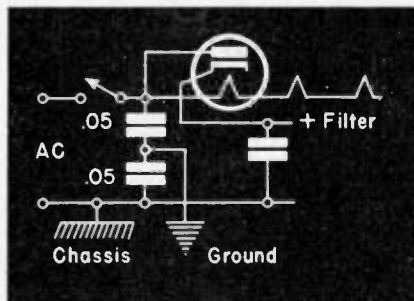 .05
+ Filter
AC
.05
Chassis
Ground